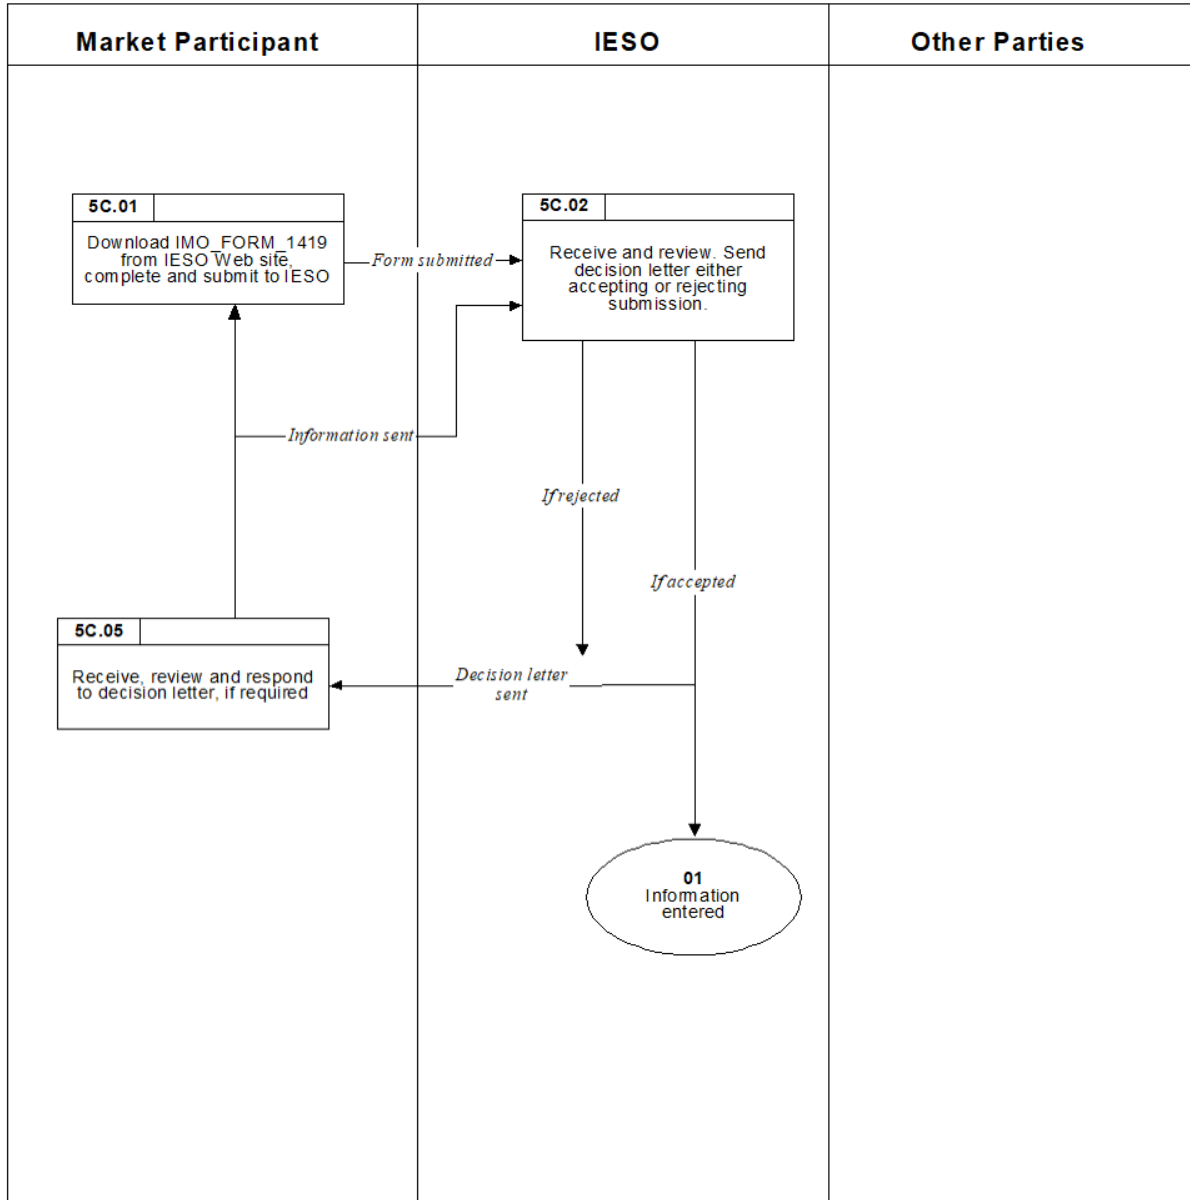 Market Participant
IESO
Other Parties
5C.01
Download IMO_FORM_1419
from IESO Web site,
complete and submit to IESO
Form submitted
5C.02
Receive and review. Send
decision letter either
accepting or rejecting
submission.
Information sent
If rejected
If accepted
5C.05
Receive, review and respond
to decision letter, if required
Decision letter
sent
01
Information
entered